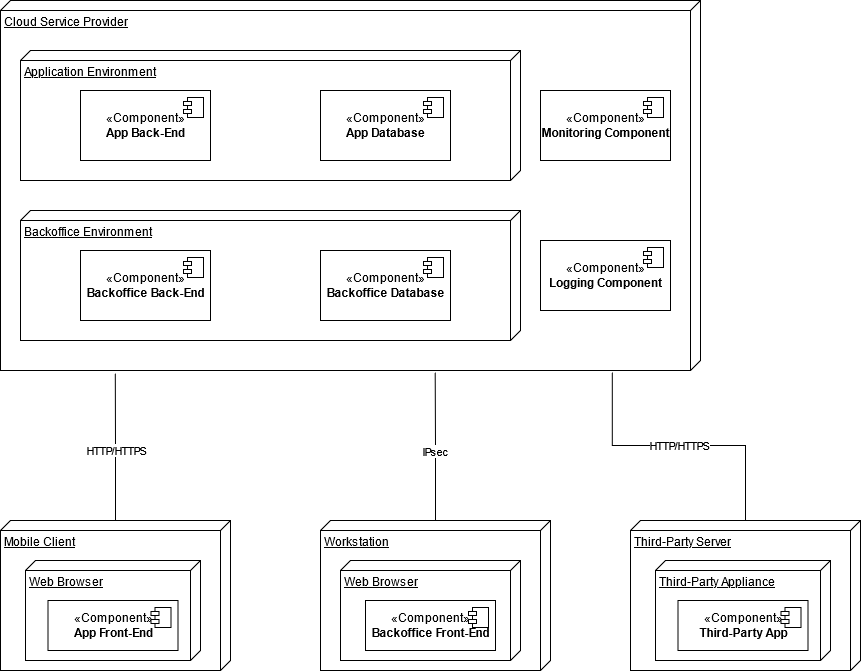 Cloud Service Provider
Application Environment
«Component»
App Back-End
«Component»
App Database
«Component»
Monitoring Component
Backoffice Environment
«Component»
Backoffice Back-End
«Component»
Backoffice Database
«Component»
Logging Component
HTTP/HTTPS
IPsec
HTTP/HTTPS
Mobile Client
Web Browser
«Component»
App Front-End
Workstation
Web Browser
«Component»
Backoffice Front-End
Third-Party Server
Third-Party Appliance
«Component»
Third-Party App